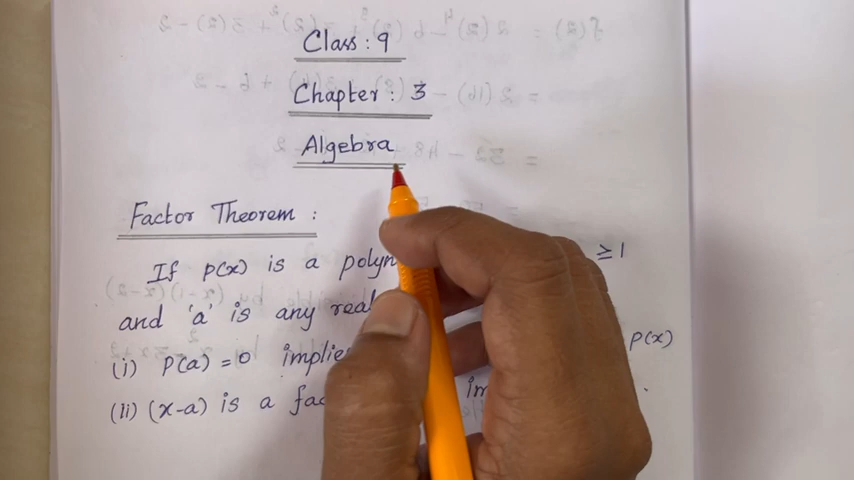 Class : 9
Chapter : 3
Algebra
Factor Theorem :
If p(x) is a polyn ≥1
and 'a' is any real
(i) P(a) = 0 implie P(x)
(ii) (x-a) is a fac im .